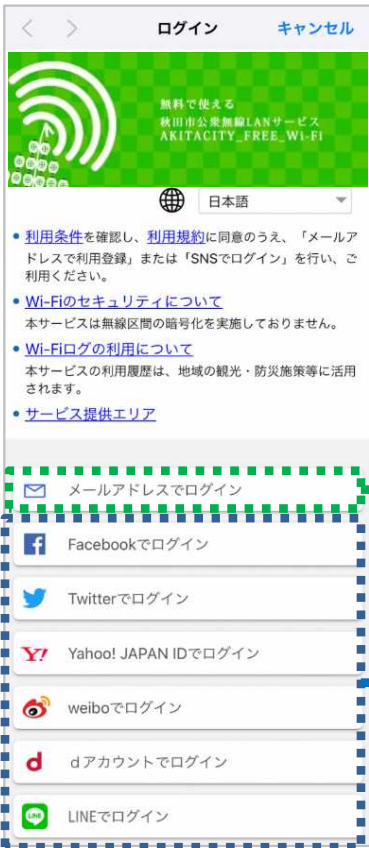 ログイン キャンセル
無料で使える
秋田市公衆無線LANサービス
AKITACITY_FREE_Wi-Fi
日本語
• 利用条件を確認し、利用規約に同意のうえ、「メールア
ドレスで利用登録」または「SNSでログイン」を行い、ご
利用ください。
• Wi-Fiのセキュリティについて
本サービスは無線区間の暗号化を実施しておりません。
• Wi-Fiログの利用について
本サービスの利用履歴は、地域の観光・防災施策等に活用
されます。
• サービス提供エリア
メールアドレスでログイン
Facebookでログイン
Twitterでログイン
Y! Yahoo! JAPAN IDでログイン
weiboでログイン
d dアカウントでログイン
LINE LINEでログイン